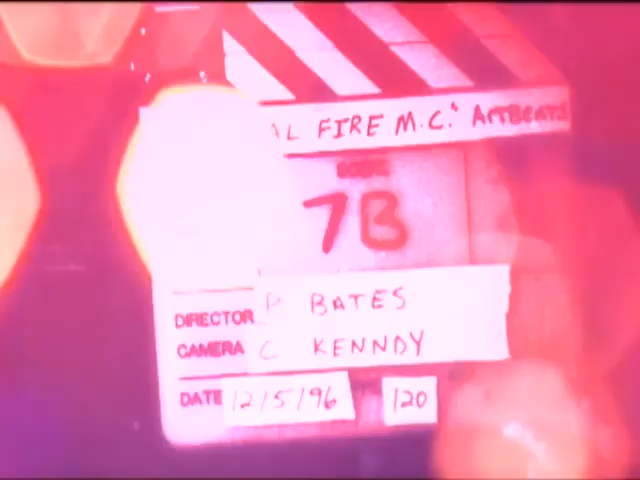 AL FIRE M.C." ArtBeats
7B
DIRECTOR P BATES
CAMERA C KENNDY
DATE 12/5/96 120